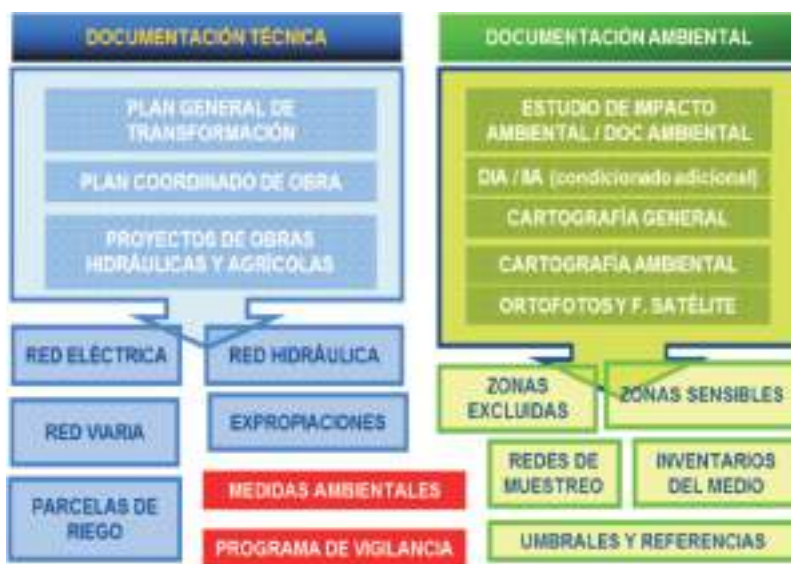 DOCUMENTACIÓN TÉCNICA
PLAN GENERAL DE
TRANSFORMACIÓN
PLAN COORDINADO DE OBRA
PROYECTOS DE OBRAS
HIDRÁULICAS Y AGRÍCOLAS
RED ELÉCTRICA
RED HIDRÁULICA
RED VIARIA
EXPROPIACIONES
PARCELAS DE
RIEGO
MEDIDAS AMBIENTALES
PROGRAMA DE VIGILANCIA
DOCUMENTACIÓN AMBIENTAL
ESTUDIO DE IMPACTO
AMBIENTAL / DOC AMBIENTAL
DIA / IIA (condicionado adicional)
CARTOGRAFÍA GENERAL
CARTOGRAFÍA AMBIENTAL
ORTOFOTOS Y F. SATÉLITE
ZONAS
EXCLUIDAS
ZONAS SENSIBLES
REDES DE
MUESTREO
INVENTARIOS
DEL MEDIO
UMBRALES Y REFERENCIAS